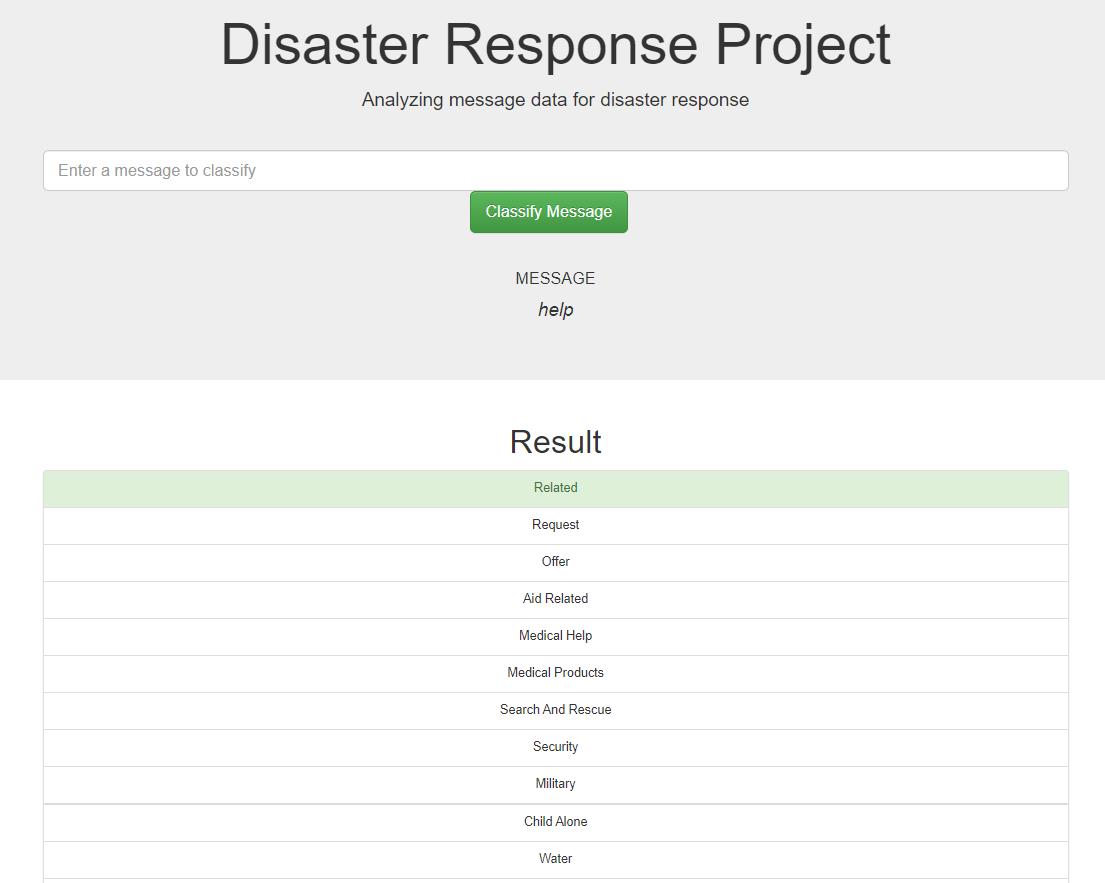 Disaster Response Project
Analyzing message data for disaster response
Enter a message to classify
Classify Message
MESSAGE
help
Result
Related
Request
Offer
Aid Related
Medical Help
Medical Products
Search And Rescue
Security
Military
Child Alone
Water